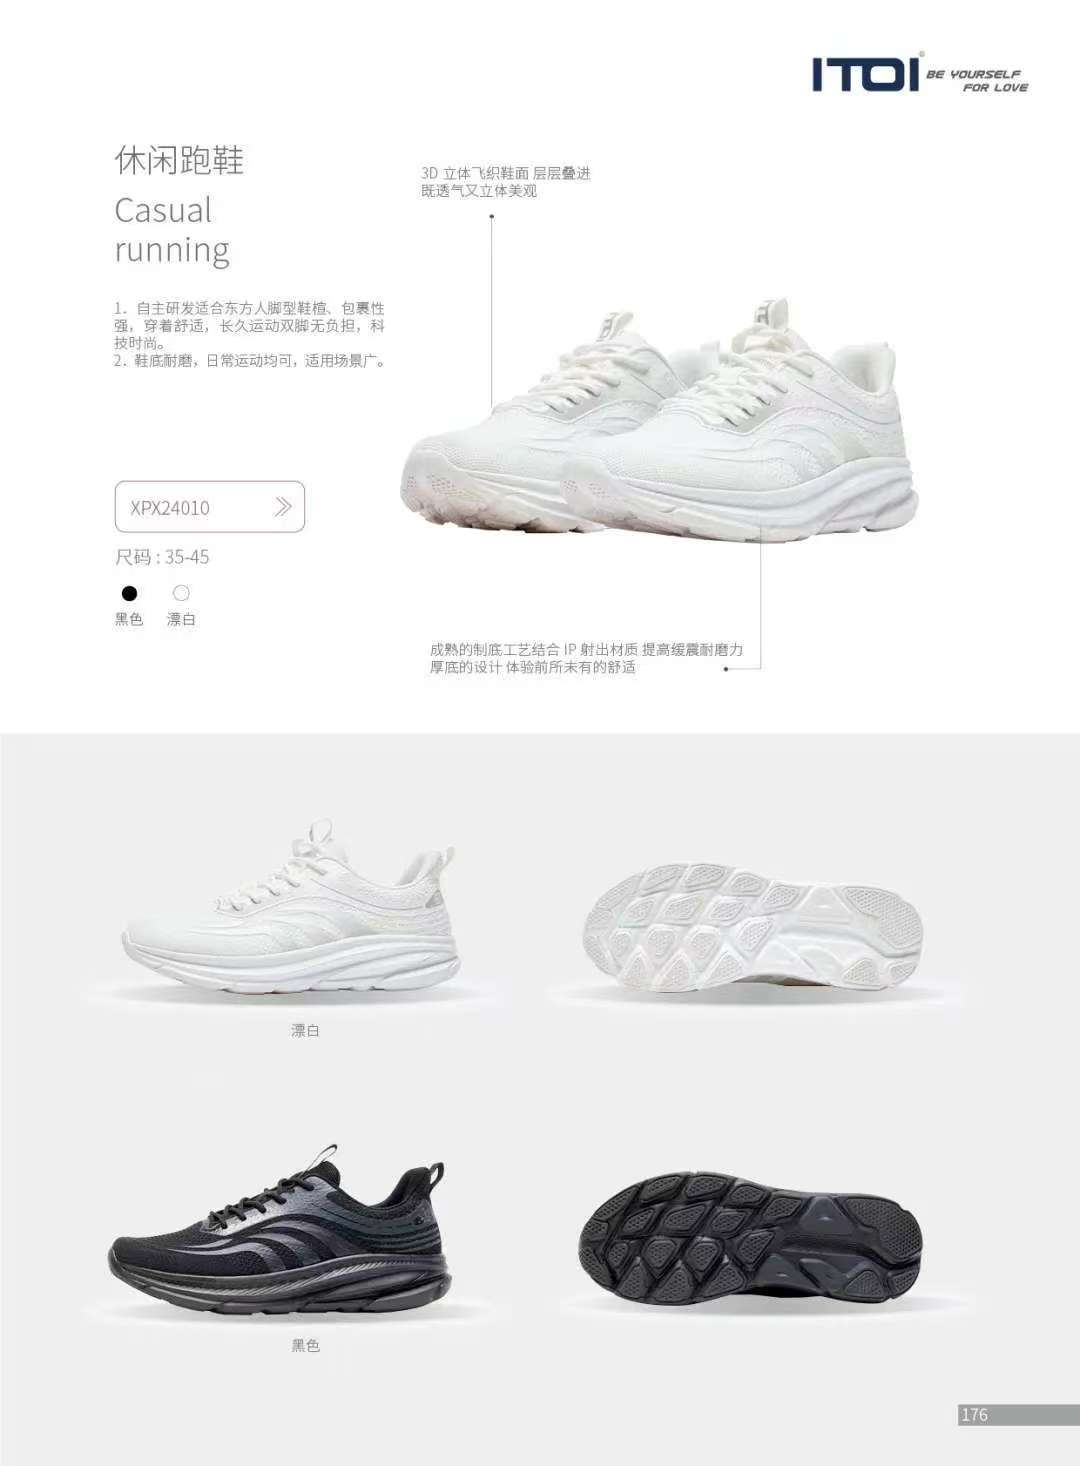 ITOI® BE YOURSELF
FOR LOVE
休闲跑鞋
Casual
running
3D 立体飞织鞋面 层层叠进
既透气又立体美观
1. 自主研发适合东方人脚型鞋楦、包裹性
强，穿着舒适，长久运动双脚无负担，科
技时尚。
2. 鞋底耐磨，日常运动均可，适用场景广。
XPX24010
尺码 : 35-45
黑色 漂白
成熟的制底工艺结合 IP 射出材质 提高缓震耐磨力
厚底的设计 体验前所未有的舒适
漂白
黑色
176